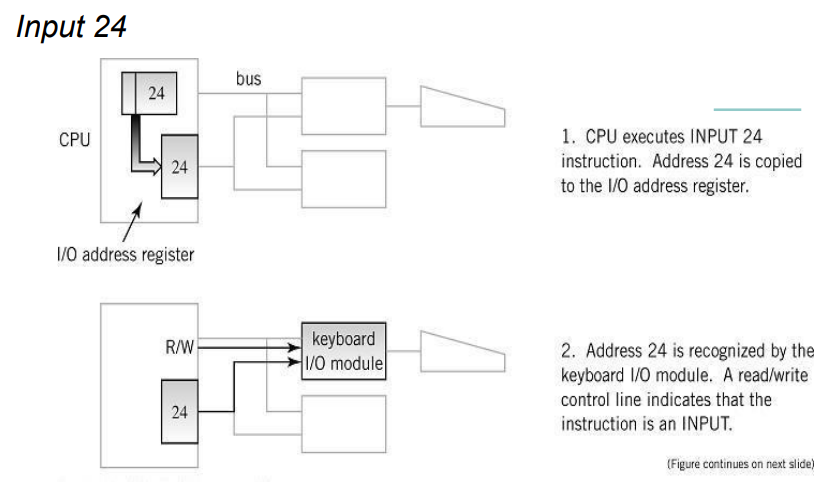 Input 24
bus
24
CPU
24
I/O address register
1. CPU executes INPUT 24
instruction. Address 24 is copied
to the I/O address register.
R/W
keyboard
I/O module
24
2. Address 24 is recognized by the
keyboard I/O module. A read/write
control line indicates that the
instruction is an INPUT.
(Figure continues on next slide)